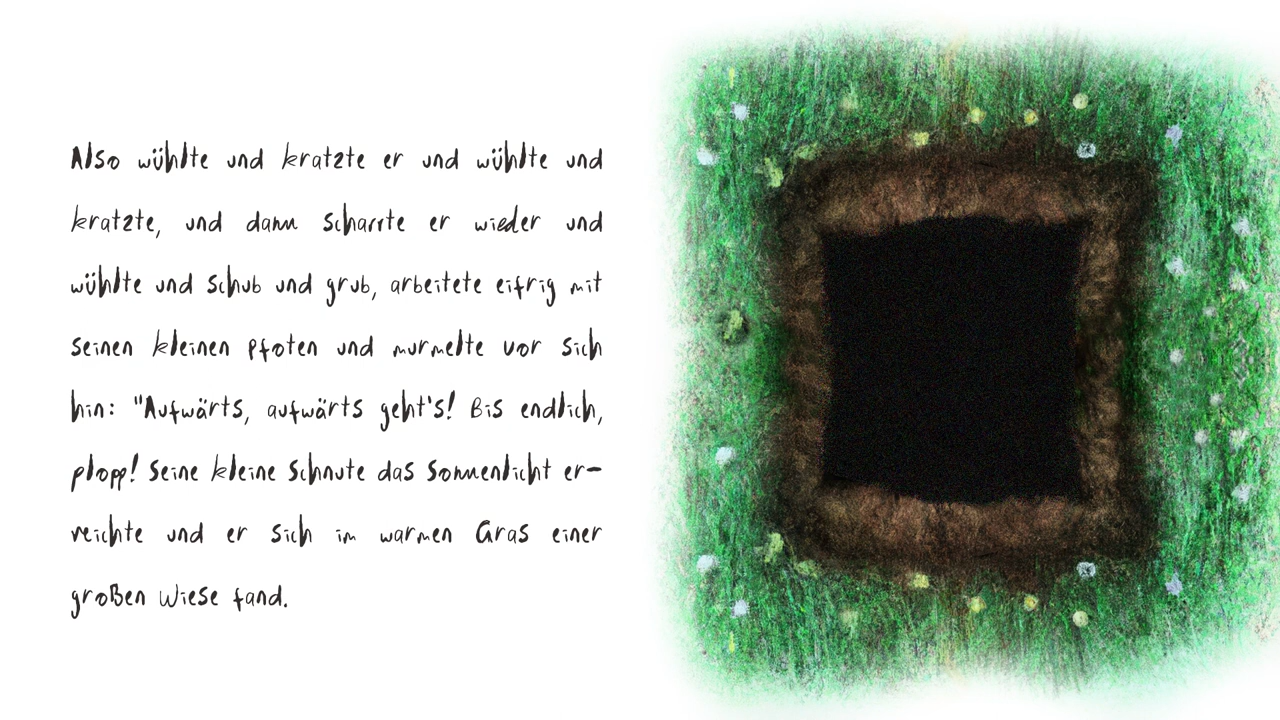 Also wühlte und kratzte er und wühlte und
kratzte, und dann scharrte er wieder und
wühlte und schub und grub, arbeitete eifrig mit
seinen kleinen Pfoten und murmelte vor sich
hin: "Aufwärts, aufwärts geht's! Bis endlich,
plopp! Seine kleine Schnute das Sonnenlicht er-
reichte und er sich im warmen Gras einer
großen Wiese fand.